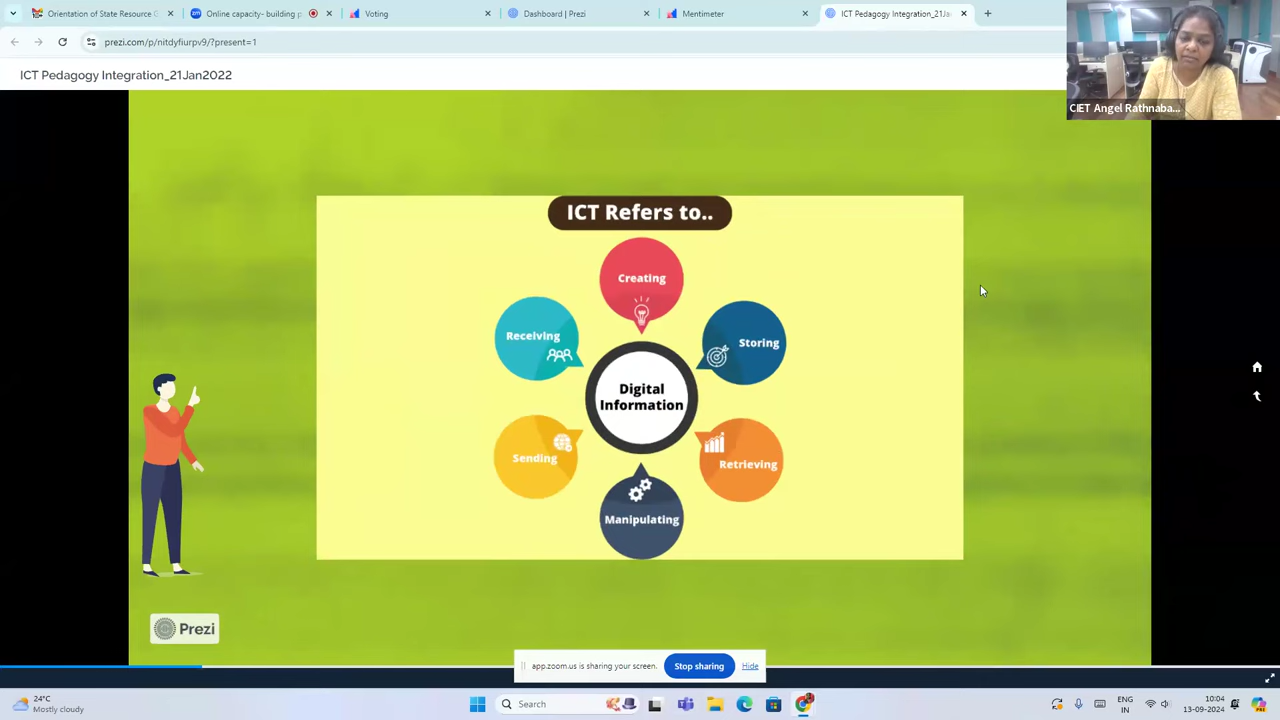 Orientation of State Resource G
Online capacity- building p
Voting
Dashboard | Prezi
Mentimeter
ICT Pedagogy Integration_21Ja
prezi.com/p/nitdyfiurpv9/?present=1
ICT Pedagogy Integration_21Jan2022
CIET Angel Rathnaba...
ICT Refers to..
Creating
Receiving
Storing
Digital
Information
Sending
Retrieving
Manipulating
Prezi
app.zoom.us is sharing your screen.
Stop sharing
Hide
24°C
Mostly cloudy
Search
ENG
IN
10:04
13-09-2024